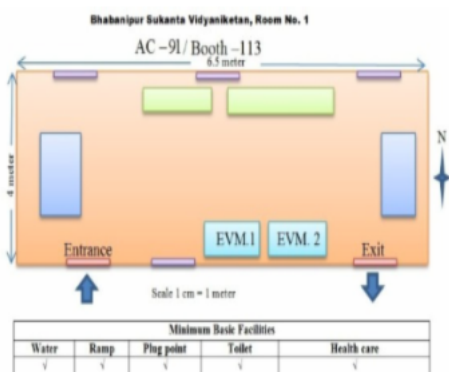 Bhabanipur Sukanta Vidyaniketan, Room No. 1
AC -91/ Booth -113
6.5 meter
4 meter
N
EVM.1 EVM. 2
Entrance Exit
Scale 1 cm = 1 meter
Minimum Basic Facilities
Water Ramp Plug point Toilet Health care
√ √ √ √ √